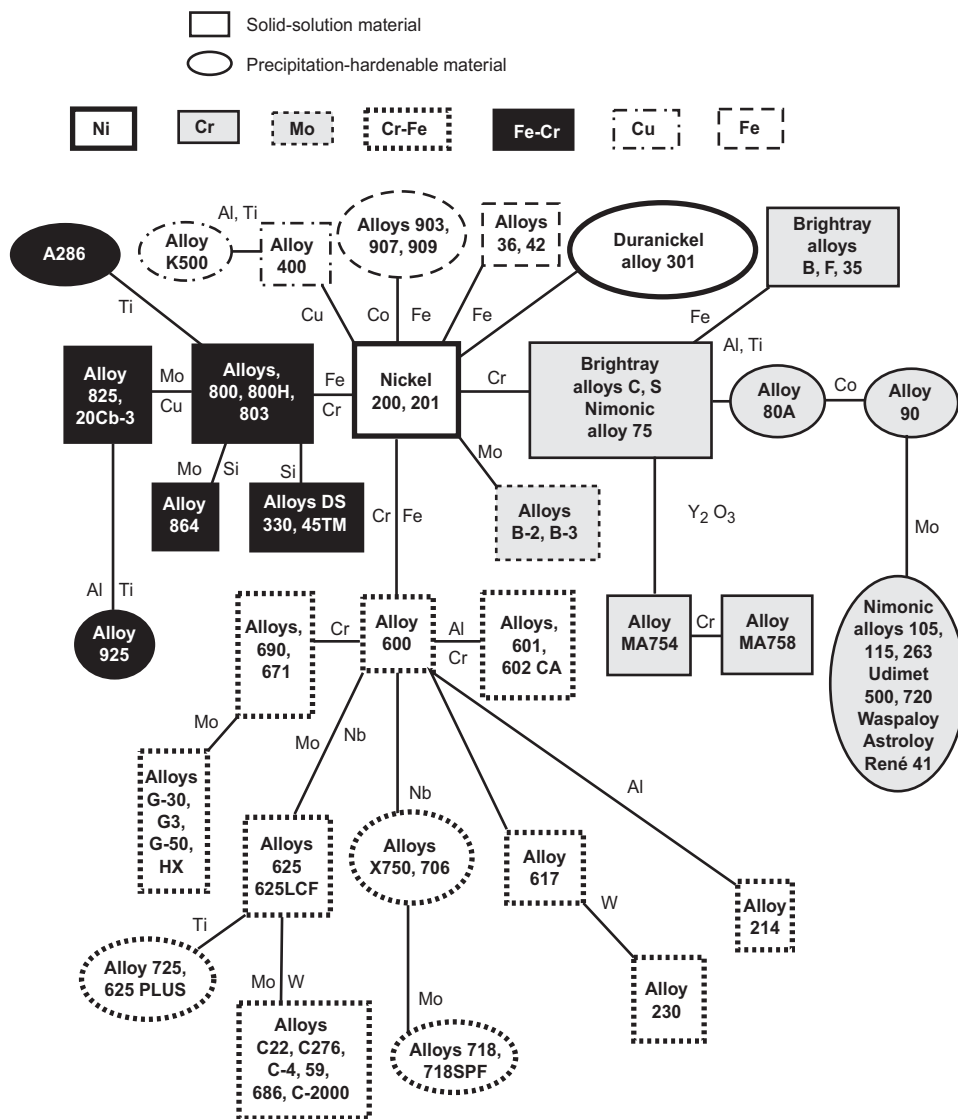 Solid-solution material
Precipitation-hardenable material
Ni
Cr
Mo
Cr-Fe
Fe-Cr
Cu
Fe
A286
Ti
Alloy
K500
Al, Ti
Alloy
400
Cu
Alloys 903,
907, 909
Co
Fe
Alloys
36, 42
Fe
Duranickel
alloy 301
Brightray
alloys
B, F, 35
Fe
Alloy
825,
20Cb-3
Mo
Cu
Alloys,
800, 800H,
803
Fe
Cr
Nickel
200, 201
Cr
Brightray
alloys C, S
Nimonic
alloy 75
Al, Ti
Alloy
80A
Co
Alloy
90
Mo
Si
Alloy
864
Si
Alloys DS
330, 45TM
Cr
Fe
Mo
Alloys
B-2, B-3
Y2 O3
Mo
Al
Ti
Alloy
925
Alloys,
690,
671
Cr
Alloy
600
Al
Cr
Alloys,
601,
602 CA
Alloy
MA754
Cr
Alloy
MA758
Nimonic
alloys 105,
115, 263
Udimet
500, 720
Waspaloy
Astroloy
René 41
Mo
Alloys
G-30,
G3,
G-50,
HX
Mo
Nb
Alloys
625
625LCF
Nb
Alloys
X750, 706
Alloy
617
W
Al
Alloy
214
Ti
Alloy 725,
625 PLUS
Mo
W
Alloys
C22, C276,
C-4, 59,
686, C-2000
Mo
Alloys 718,
718SPF
Alloy
230